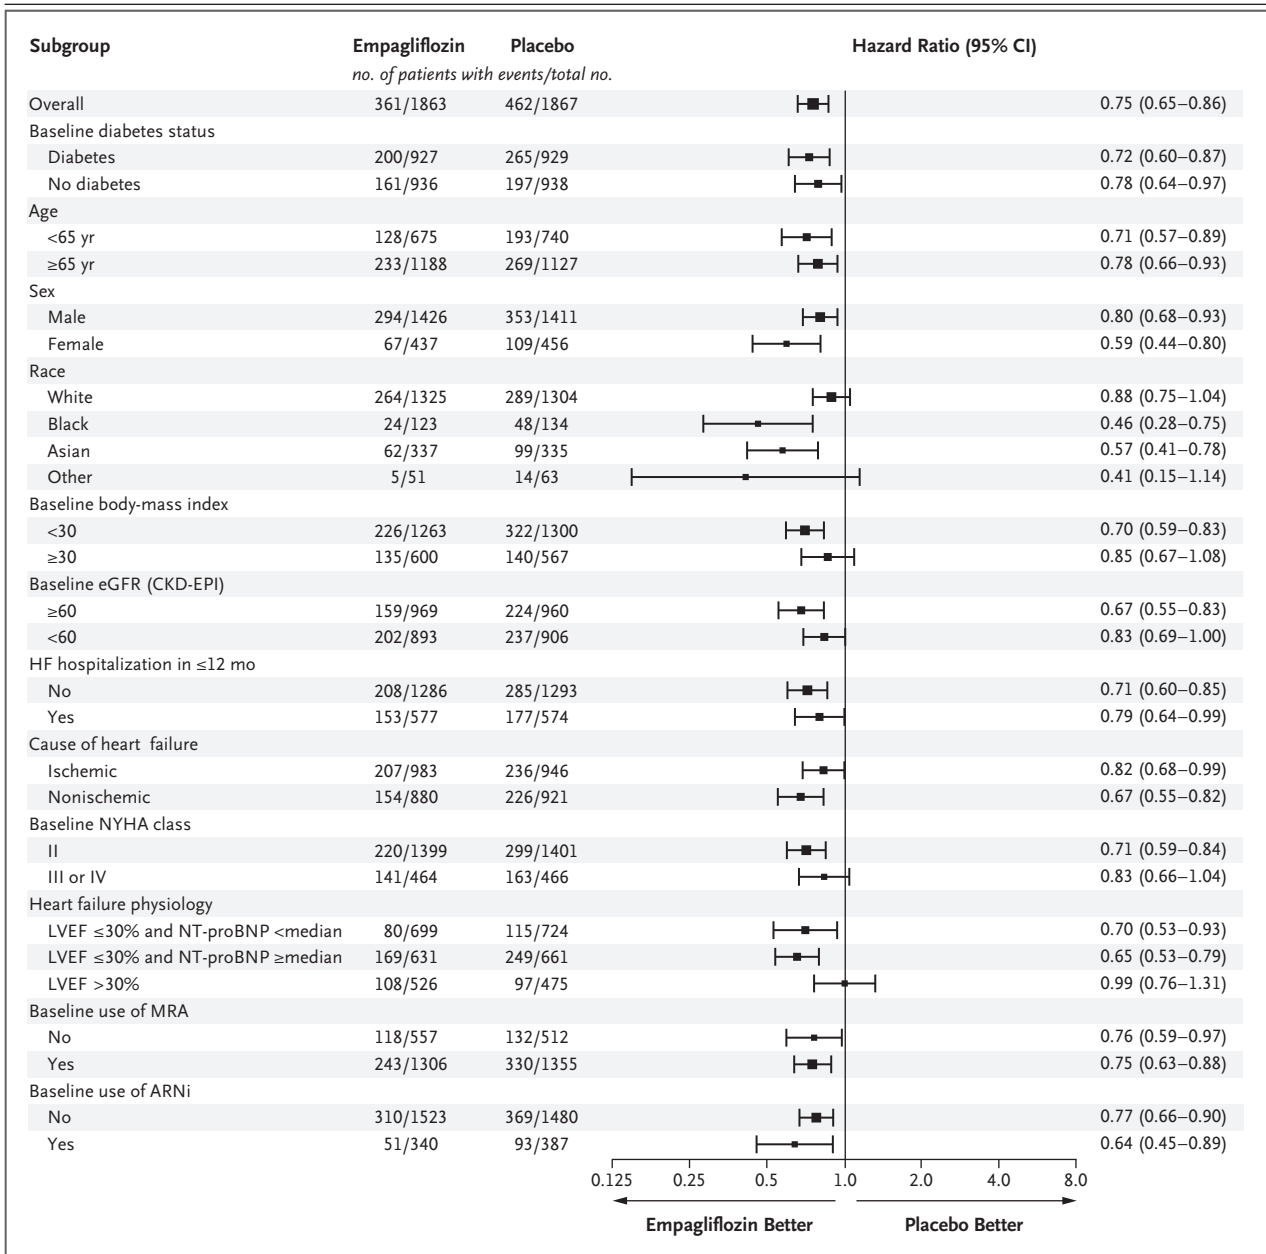 Subgroup Empagliflozin Placebo Hazard Ratio (95% CI)
no. of patients with events/total no.
Overall 361/1863 462/1867 0.75 (0.65–0.86)
Baseline diabetes status
Diabetes 200/927 265/929 0.72 (0.60–0.87)
No diabetes 161/936 197/938 0.78 (0.64–0.97)
Age
<65 yr 128/675 193/740 0.71 (0.57–0.89)
≥65 yr 233/1188 269/1127 0.78 (0.66–0.93)
Sex
Male 294/1426 353/1411 0.80 (0.68–0.93)
Female 67/437 109/456 0.59 (0.44–0.80)
Race
White 264/1325 289/1304 0.88 (0.75–1.04)
Black 24/123 48/134 0.46 (0.28–0.75)
Asian 62/337 99/335 0.57 (0.41–0.78)
Other 5/51 14/63 0.41 (0.15–1.14)
Baseline body-mass index
<30 226/1263 322/1300 0.70 (0.59–0.83)
≥30 135/600 140/567 0.85 (0.67–1.08)
Baseline eGFR (CKD-EPI)
≥60 159/969 224/960 0.67 (0.55–0.83)
<60 202/893 237/906 0.83 (0.69–1.00)
HF hospitalization in ≤12 mo
No 208/1286 285/1293 0.71 (0.60–0.85)
Yes 153/577 177/574 0.79 (0.64–0.99)
Cause of heart failure
Ischemic 207/983 236/946 0.82 (0.68–0.99)
Nonischemic 154/880 226/921 0.67 (0.55–0.82)
Baseline NYHA class
II 220/1399 299/1401 0.71 (0.59–0.84)
III or IV 141/464 163/466 0.83 (0.66–1.04)
Heart failure physiology
LVEF ≤30% and NT-proBNP <median 80/699 115/724 0.70 (0.53–0.93)
LVEF ≤30% and NT-proBNP ≥median 169/631 249/661 0.65 (0.53–0.79)
LVEF >30% 108/526 97/475 0.99 (0.76–1.31)
Baseline use of MRA
No 118/557 132/512 0.76 (0.59–0.97)
Yes 243/1306 330/1355 0.75 (0.63–0.88)
Baseline use of ARNi
No 310/1523 369/1480 0.77 (0.66–0.90)
Yes 51/340 93/387 0.64 (0.45–0.89)
0.125 0.25 0.5 1.0 2.0 4.0 8.0
Empagliflozin Better Placebo Better